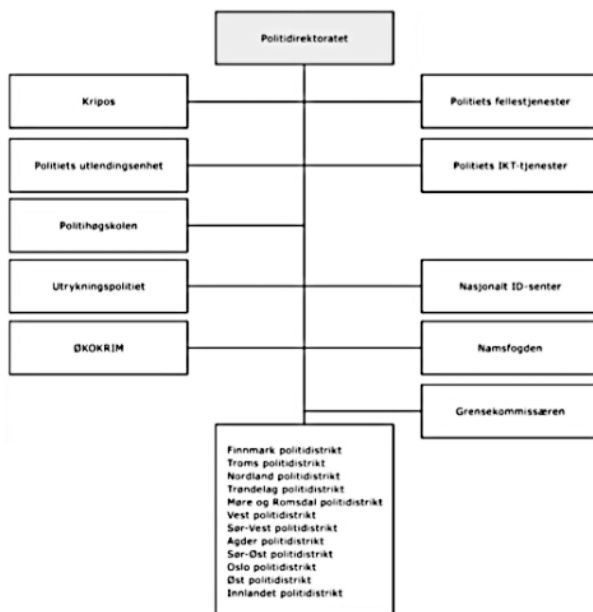 Politidirektoratet
Kripos
Politiets fellestjenester
Politiets utlendingsenhet
Politiets IKT-tjenester
Politihøgskolen
Utrykningspolitiet
Nasjonalt ID-senter
ØKOKRIM
Namsfogden
Grensekommissæren
Finnmark politidistrikt
Troms politidistrikt
Nordland politidistrikt
Trøndelag politidistrikt
Møre og Romsdal politidistrikt
Vest politidistrikt
Sør-Vest politidistrikt
Agder politidistrikt
Sør-Øst politidistrikt
Oslo politidistrikt
Øst politidistrikt
Innlandet politidistrikt